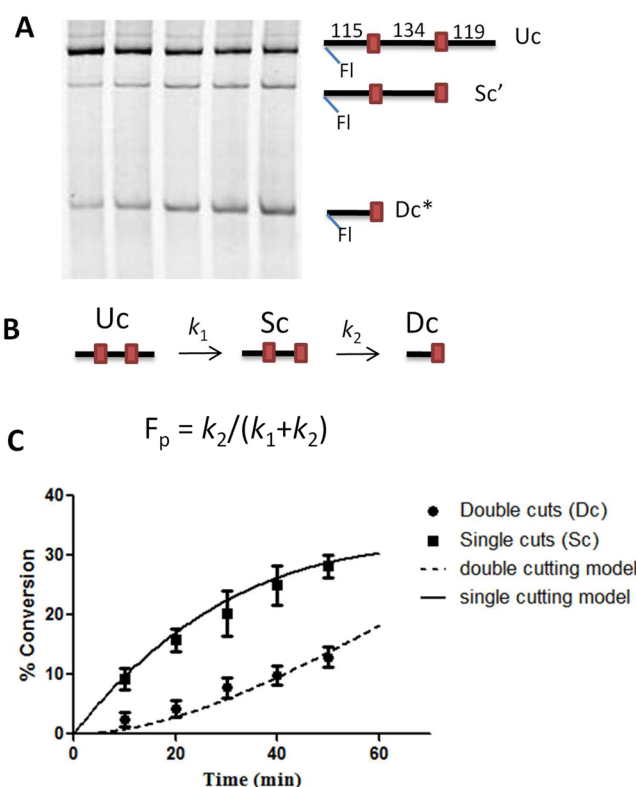 A
115 134 119 Uc
Fl
Sc’
Fl
Dc*
Fl
B
Uc k1 Sc k2 Dc
Fp = k2/(k1+k2)
C
40
30
20
10
0
% Conversion
0 20 40 60
Time (min)
Double cuts (Dc)
Single cuts (Sc)
double cutting model
single cutting model